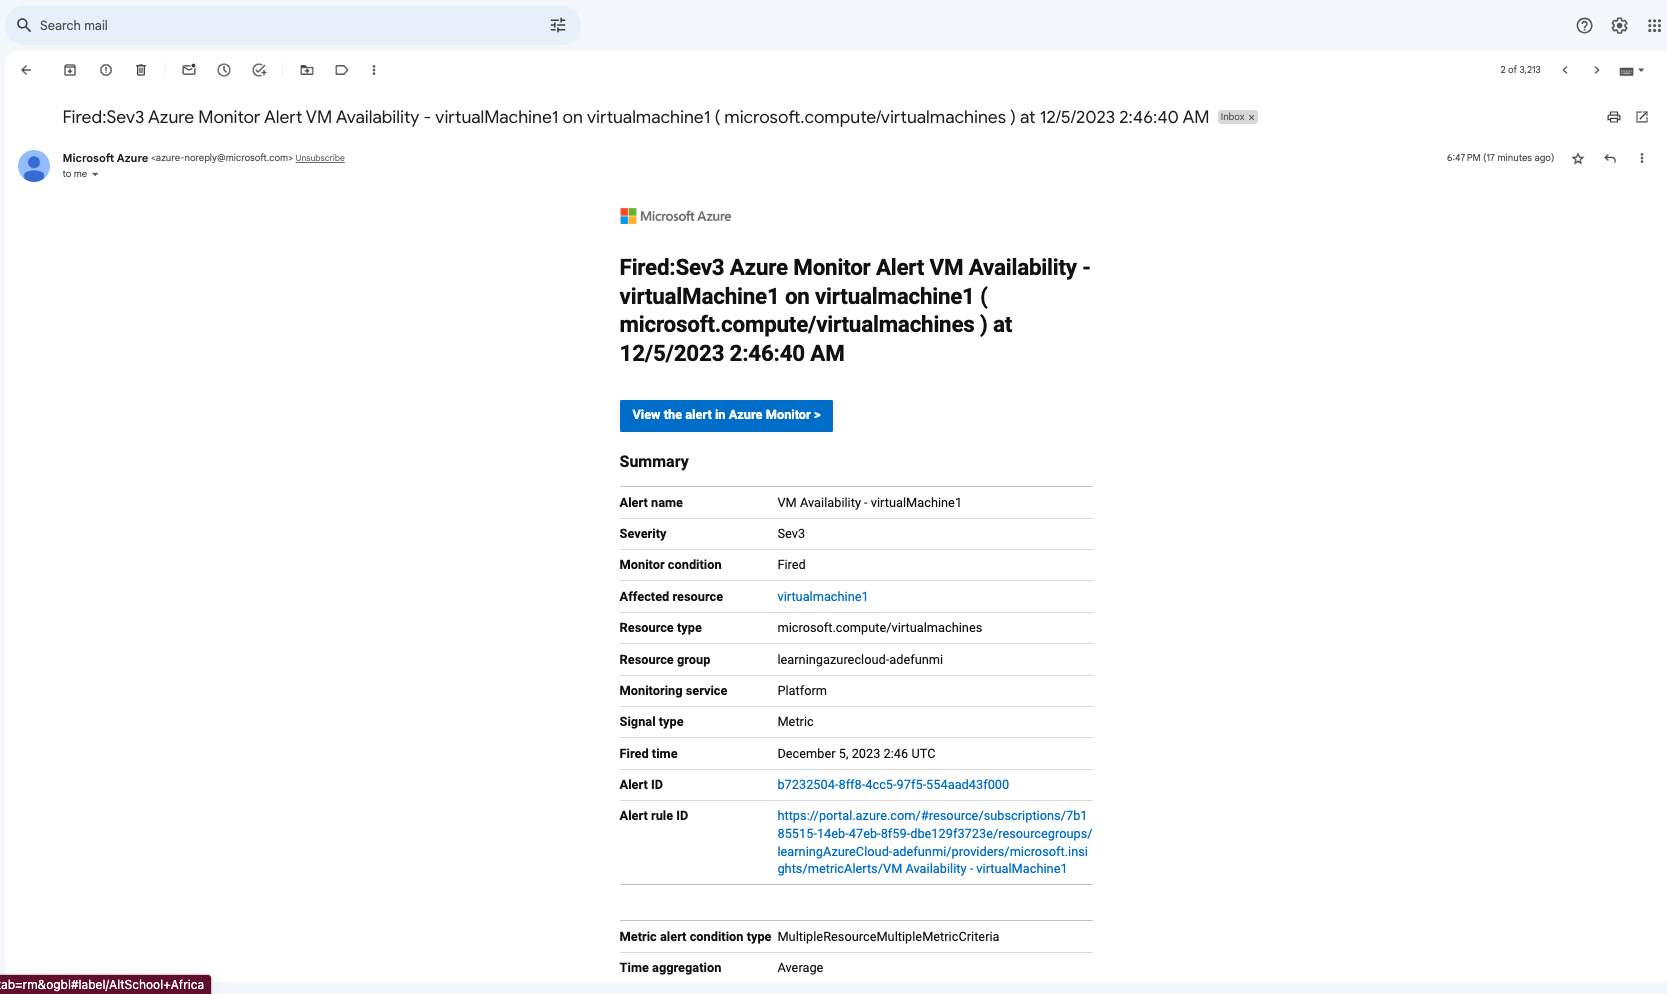 Search mail
2 of 3,213
Fired:Sev3 Azure Monitor Alert VM Availability - virtualMachine1 on virtualmachine1 ( microsoft.compute/virtualmachines ) at 12/5/2023 2:46:40 AM Inbox x
Microsoft Azure <azure-noreply@microsoft.com> Unsubscribe
6:47 PM (17 minutes ago)
to me
Microsoft Azure
Fired:Sev3 Azure Monitor Alert VM Availability -
virtualMachine1 on virtualmachine1 (
microsoft.compute/virtualmachines ) at
12/5/2023 2:46:40 AM
View the alert in Azure Monitor >
Summary
Alert name VM Availability - virtualMachine1
Severity Sev3
Monitor condition Fired
Affected resource virtualmachine1
Resource type microsoft.compute/virtualmachines
Resource group learningazurecloud-adefunmi
Monitoring service Platform
Signal type Metric
Fired time December 5, 2023 2:46 UTC
Alert ID b7232504-8ff8-4cc5-97f5-554aad43f000
Alert rule ID https://portal.azure.com/#resource/subscriptions/7b1
85515-14eb-47eb-8f59-dbe129f3723e/resourcegroups/
learningAzureCloud-adefunmi/providers/microsoft.insi
ghts/metricAlerts/VM Availability - virtualMachine1
Metric alert condition type MultipleResourceMultipleMetricCriteria
Time aggregation Average
tab=rm&ogbl#label/AltSchool+Africa